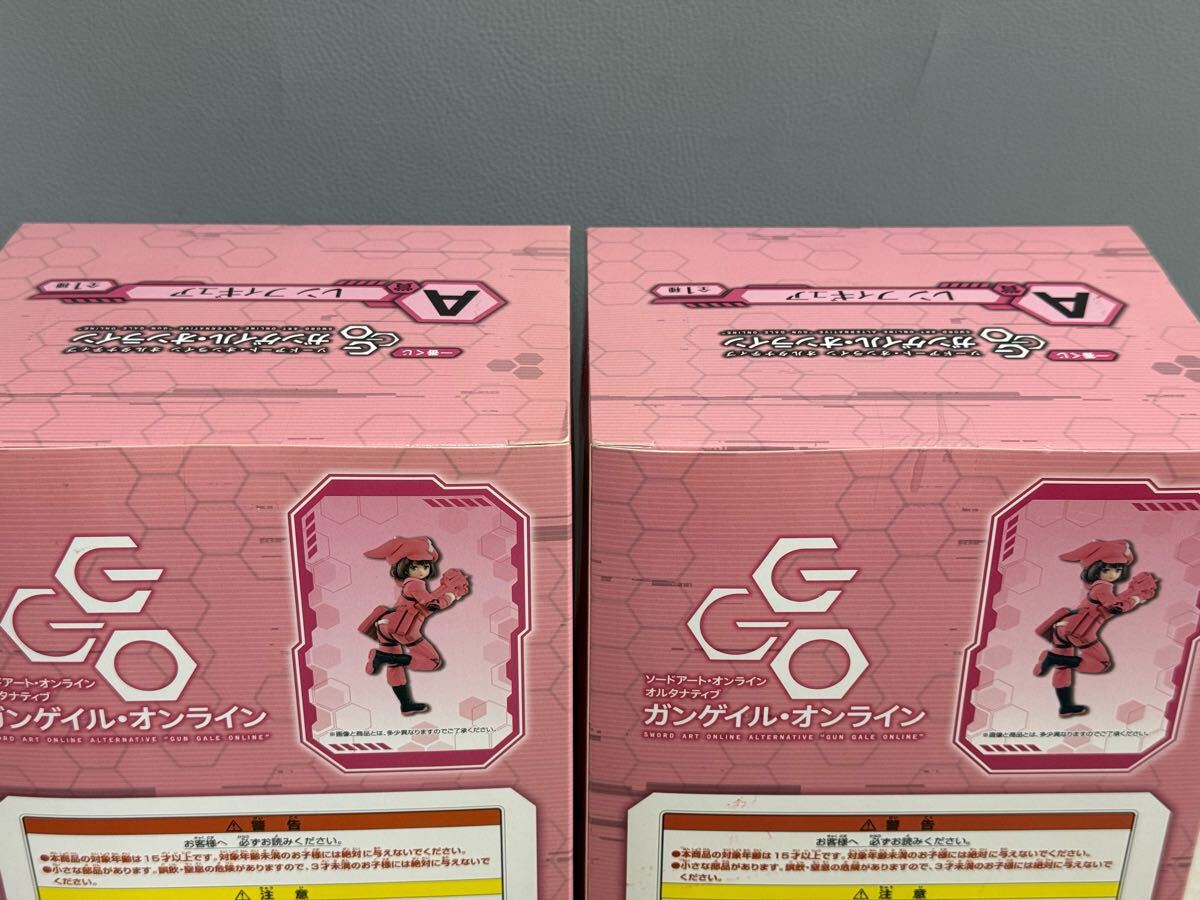 A賞 レン フィギュア 全1種
一番くじ
ソードアート・オンライン オルタナティブ
ガンゲイル・オンライン
SWORD ART ONLINE ALTERNATIVE "GUN GALE ONLINE"
A賞 レン フィギュア 全1種
一番くじ
ソードアート・オンライン オルタナティブ
ガンゲイル・オンライン
SWORD ART ONLINE ALTERNATIVE "GUN GALE ONLINE"
ドアート・オンライン
ルタナティブ
ガンゲイル・オンライン
SWORD ART ONLINE ALTERNATIVE "GUN GALE ONLINE"
※画像と商品とは、多少異なりますのでご了承ください。
⚠警告
お客様へ 必ずお読みください。
●本商品の対象年齢は15才以上です。対象年齢未満のお子様には絶対に与えないでください。
●小さな部品があります。誤飲・窒息の危険がありますので、3才未満のお子様には絶対に与えないでください。
⚠注意
ソードアート・オンライン
オルタナティブ
ガンゲイル・オンライン
SWORD ART ONLINE ALTERNATIVE "GUN GALE ONLINE"
※画像と商品とは、多少異なりますのでご了承ください。
⚠警告
お客様へ 必ずお読みください。
●本商品の対象年齢は15才以上です。対象年齢未満のお子様には絶対に与えないでください。
●小さな部品があります。誤飲・窒息の危険がありますので、3才未満のお子様には絶対に与えないで
ください。
⚠注意